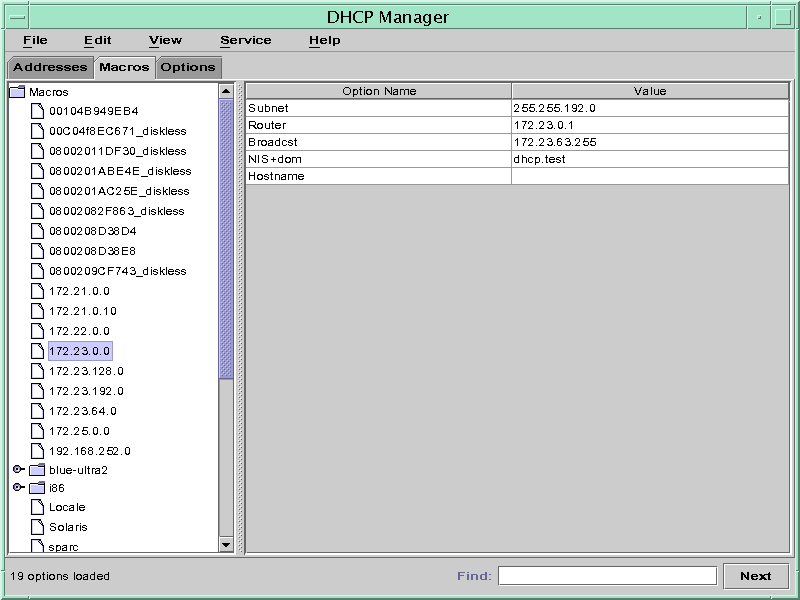 DHCP Manager
File Edit View Service Help
Addresses Macros Options
Macros
00104B949EB4
00C04f8EC671_diskless
08002011DF30_diskless
0800201ABE4E_diskless
0800201AC25E_diskless
08002082F863_diskless
0800208D38D4
0800208D38E8
0800209CF743_diskless
172.21.0.0
172.21.0.10
172.22.0.0
172.23.0.0
172.23.128.0
172.23.192.0
172.23.64.0
172.25.0.0
192.168.252.0
blue-ultra2
i86
Locale
Solaris
sparc
Option Name Value
Subnet 255.255.192.0
Router 172.23.0.1
Broadcst 172.23.63.255
NIS+dom dhcp.test
Hostname
19 options loaded
Find:
Next